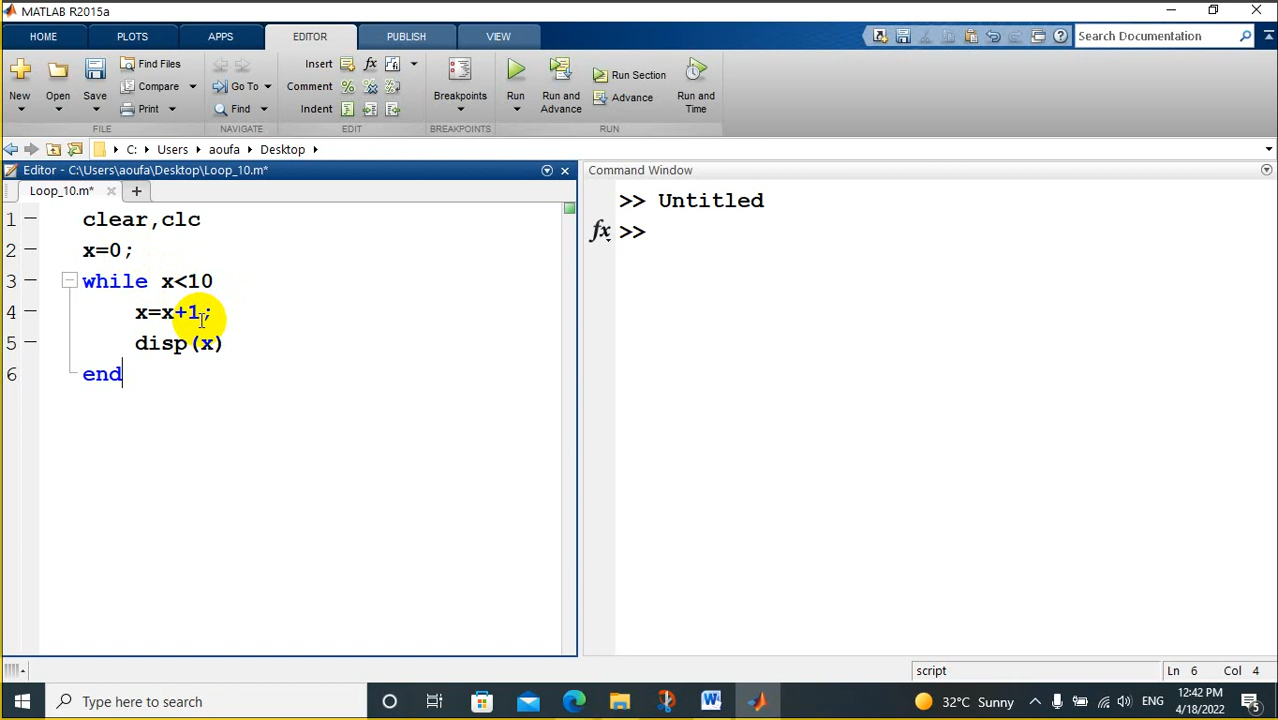 MATLAB R2015a
HOME PLOTS APPS EDITOR PUBLISH VIEW Search Documentation
New Open Save Find Files Compare Print
Go To Find
Insert fx
Comment
Indent
Breakpoints Run Run and Advance Run Section Advance Run and Time
FILE NAVIGATE EDIT BREAKPOINTS RUN
C: Users aoufa Desktop
Editor - C:\Users\aoufa\Desktop\Loop_10.m*
Loop_10.m* +
1 clear,clc
2 x=0;
3 while x<10
4 x=x+1;
5 disp(x)
6 end
Command Window
>> Untitled
fx >>
script Ln 6 Col 4
Type here to search 32°C Sunny ENG 12:42 PM
4/18/2022 5